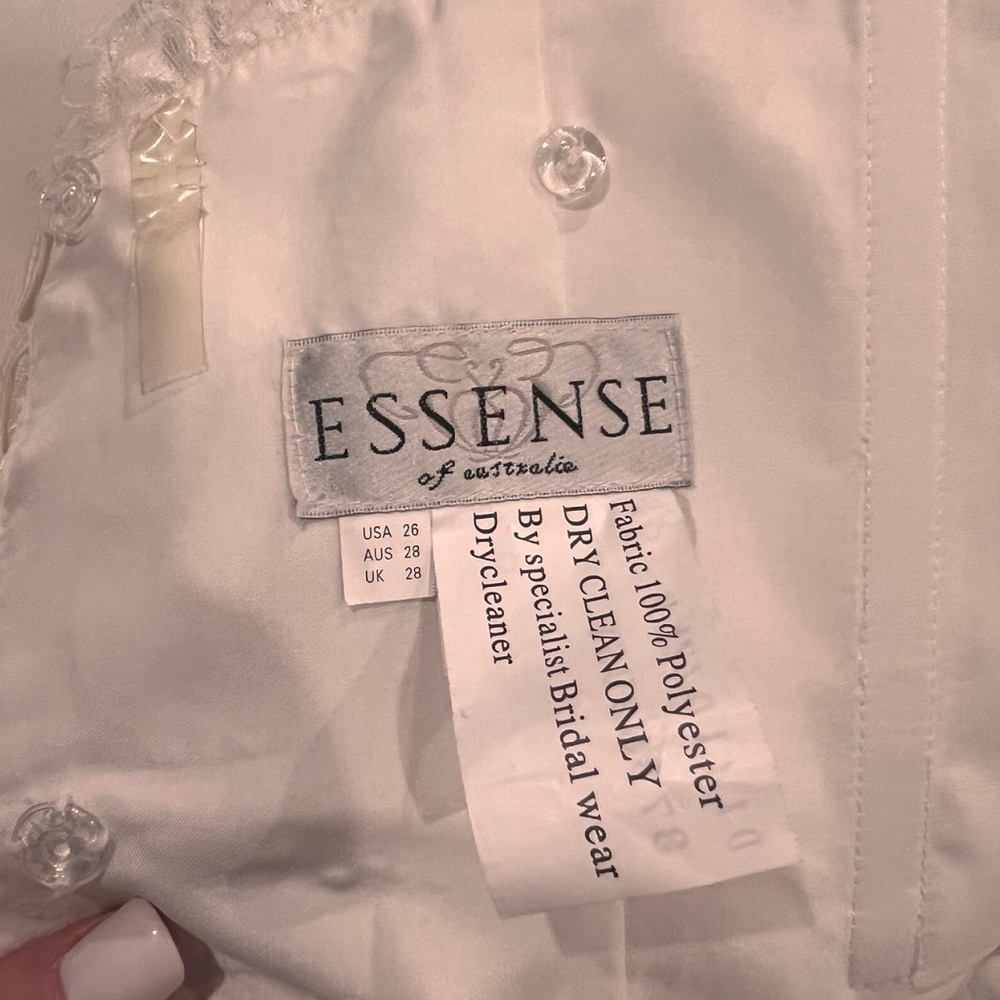 ESSENSE
of australia
USA 26
AUS 28
UK 28
Fabric 100% Polyester
DRY CLEAN ONLY
By specialist Bridal wear
Drycleaner